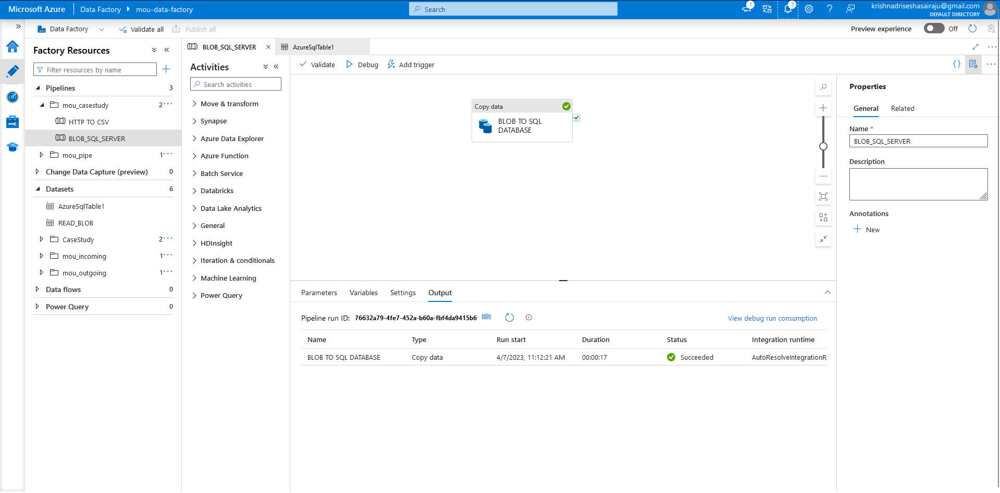 Microsoft Azure
Data Factory
mou-data-factory
Search
1
7
krishnadriseshasairaju@gmail.com
DEFAULT DIRECTORY
Data Factory
Validate all
Publish all
Preview experience
Off
Factory Resources
Filter resources by name
Pipelines 3
mou_casestudy 2
HTTP TO CSV
BLOB_SQL_SERVER
mou_pipe 1
Change Data Capture (preview) 0
Datasets 6
AzureSqlTable1
READ_BLOB
CaseStudy 2
mou_incoming 1
mou_outgoing 1
Data flows 0
Power Query 0
BLOB_SQL_SERVER
AzureSqlTable1
Activities
Search activities
Move & transform
Synapse
Azure Data Explorer
Azure Function
Batch Service
Databricks
Data Lake Analytics
General
HDInsight
Iteration & conditionals
Machine Learning
Power Query
Validate
Debug
Add trigger
Copy data
BLOB TO SQL
DATABASE
Parameters Variables Settings Output
Pipeline run ID: 76632a79-4fe7-452a-b60a-fbf4da9415b6
View debug run consumption
Name Type Run start Duration Status Integration runtime
BLOB TO SQL DATABASE Copy data 4/7/2023, 11:12:21 AM 00:00:17 Succeeded AutoResolveIntegrationR
Properties
General Related
Name *
BLOB_SQL_SERVER
Description
Annotations
New